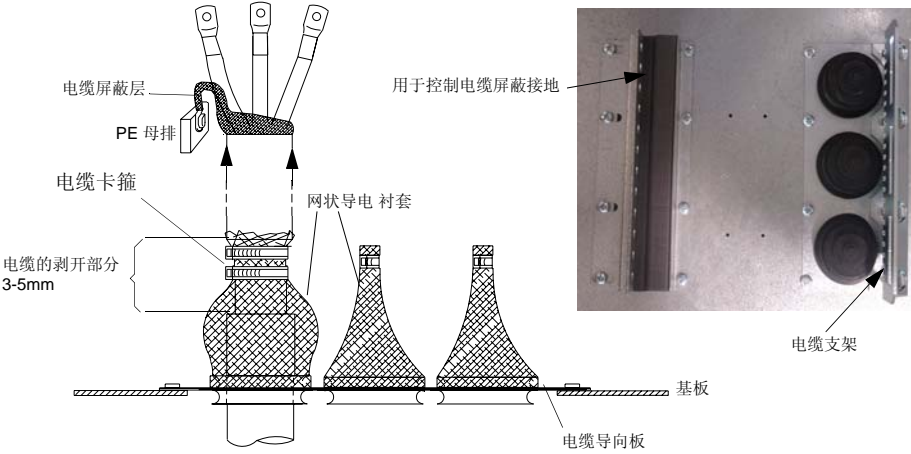 电缆屏蔽层
用于控制电缆屏蔽接地
PE 母排
电缆卡箍
网状导电 衬套
电缆的剥开部分
3-5mm
电缆支架
基板
电缆导向板